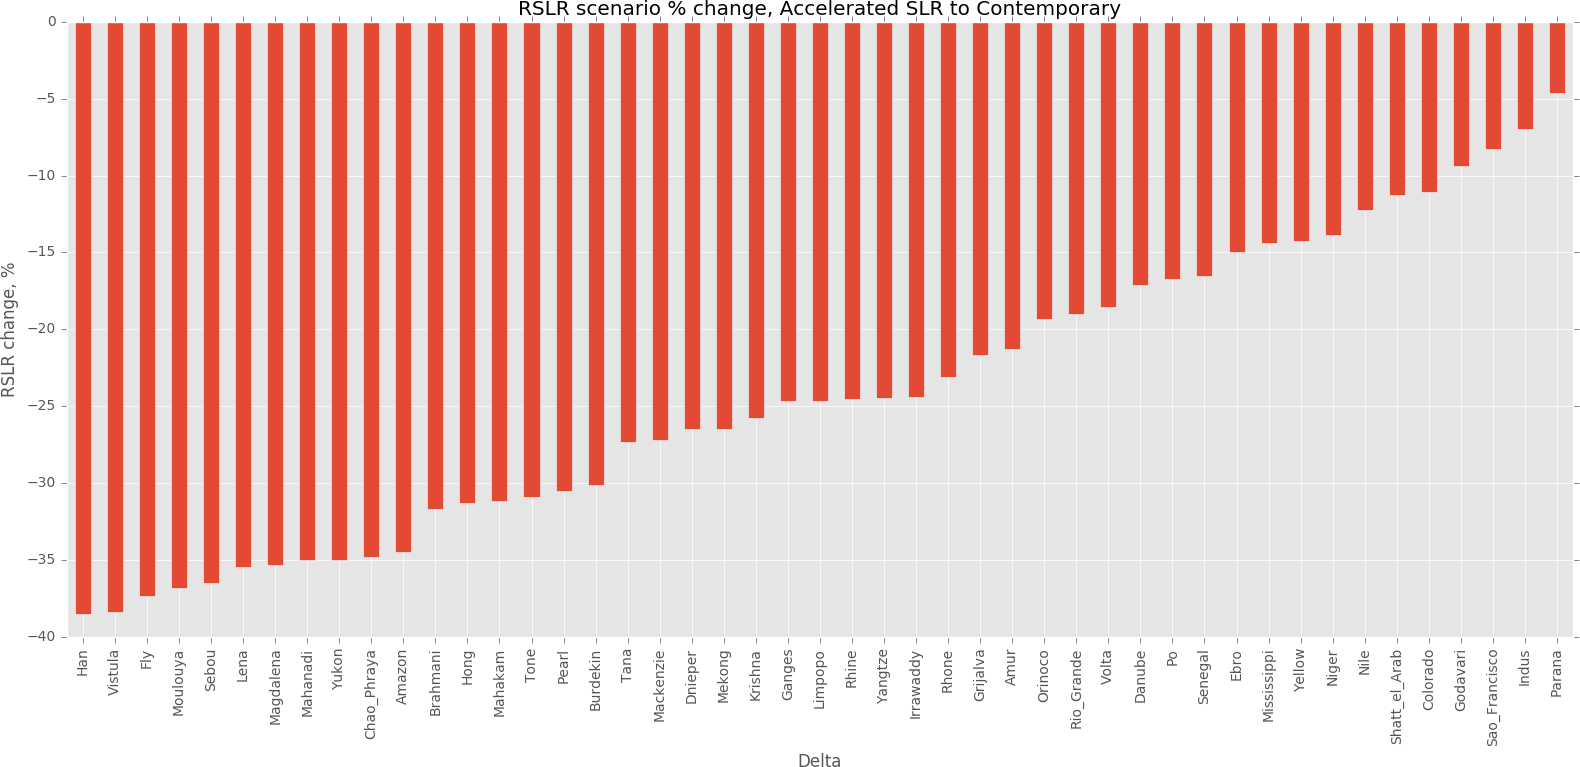 RSLR scenario % change, Accelerated SLR to Contemporary
0
−5
−10
−15
−20
−25
−30
−35
−40
RSLR change, %
Han
Vistula
Fly
Moulouya
Sebou
Lena
Magdalena
Mahanadi
Yukon
Chao_Phraya
Amazon
Brahmani
Hong
Mahakam
Tone
Pearl
Burdekin
Tana
Mackenzie
Dnieper
Mekong
Krishna
Ganges
Limpopo
Rhine
Yangtze
Irrawaddy
Rhone
Grijalva
Amur
Orinoco
Rio_Grande
Volta
Danube
Po
Senegal
Ebro
Mississippi
Yellow
Niger
Nile
Shatt_el_Arab
Colorado
Godavari
Sao_Francisco
Indus
Parana
Delta